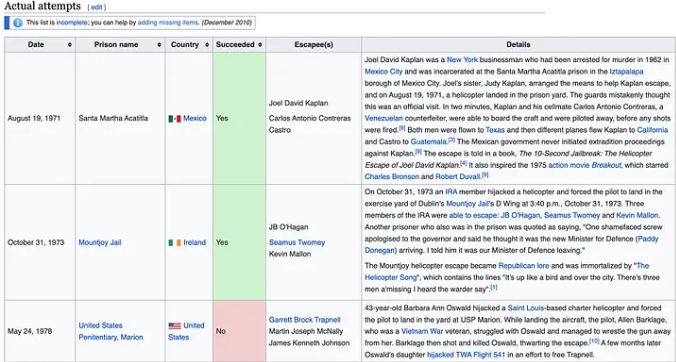 Actual attempts [ edit ]
This list is incomplete; you can help by adding missing items. (December 2010)
Date Prison name Country Succeeded Escapee(s) Details
Joel David Kaplan was a New York businessman who had been arrested for murder in 1962 in
Mexico City and was incarcerated at the Santa Martha Acatitla prison in the Iztapalapa
borough of Mexico City. Joel's sister, Judy Kaplan, arranged the means to help Kaplan escape,
and on August 19, 1971, a helicopter landed in the prison yard. The guards mistakenly thought
this was an official visit. In two minutes, Kaplan and his cellmate Carlos Antonio Contreras, a
Venezuelan counterfeiter, were able to board the craft and were piloted away, before any shots
were fired.[9] Both men were flown to Texas and then different planes flew Kaplan to California
and Castro to Guatemala.[3] The Mexican government never initiated extradition proceedings
against Kaplan.[9] The escape is told in a book, The 10-Second Jailbreak: The Helicopter
Escape of Joel David Kaplan.[4] It also inspired the 1975 action movie Breakout, which starred
Charles Bronson and Robert Duvall.[9]
August 19, 1971 Santa Martha Acatitla Mexico Yes
Joel David Kaplan
Carlos Antonio Contreras
Castro
On October 31, 1973 an IRA member hijacked a helicopter and forced the pilot to land in the
exercise yard of Dublin's Mountjoy Jail's D Wing at 3:40 p.m., October 31, 1973. Three
members of the IRA were able to escape: JB O'Hagan, Seamus Twomey and Kevin Mallon.
Another prisoner who also was in the prison was quoted as saying, "One shamefaced screw
apologised to the governor and said he thought it was the new Minister for Defence (Paddy
Donegan) arriving. I told him it was our Minister of Defence leaving."
The Mountjoy helicopter escape became Republican lore and was immortalized by "The
Helicopter Song", which contains the lines "It's up like a bird and over the city. There's three
men a'missing I heard the warder say".[1]
October 31, 1973 Mountjoy Jail Ireland Yes
JB O'Hagan
Seamus Twomey
Kevin Mallon
43-year-old Barbara Ann Oswald hijacked a Saint Louis-based charter helicopter and forced
the pilot to land in the yard at USP Marion. While landing the aircraft, the pilot, Allen Barklage,
who was a Vietnam War veteran, struggled with Oswald and managed to wrestle the gun away
from her. Barklage then shot and killed Oswald, thwarting the escape.[10] A few months later
Oswald's daughter hijacked TWA Flight 541 in an effort to free Trapnell.
May 24, 1978
United States
Penitentiary, Marion
United
States
No
Garrett Brock Trapnell
Martin Joseph McNally
James Kenneth Johnson